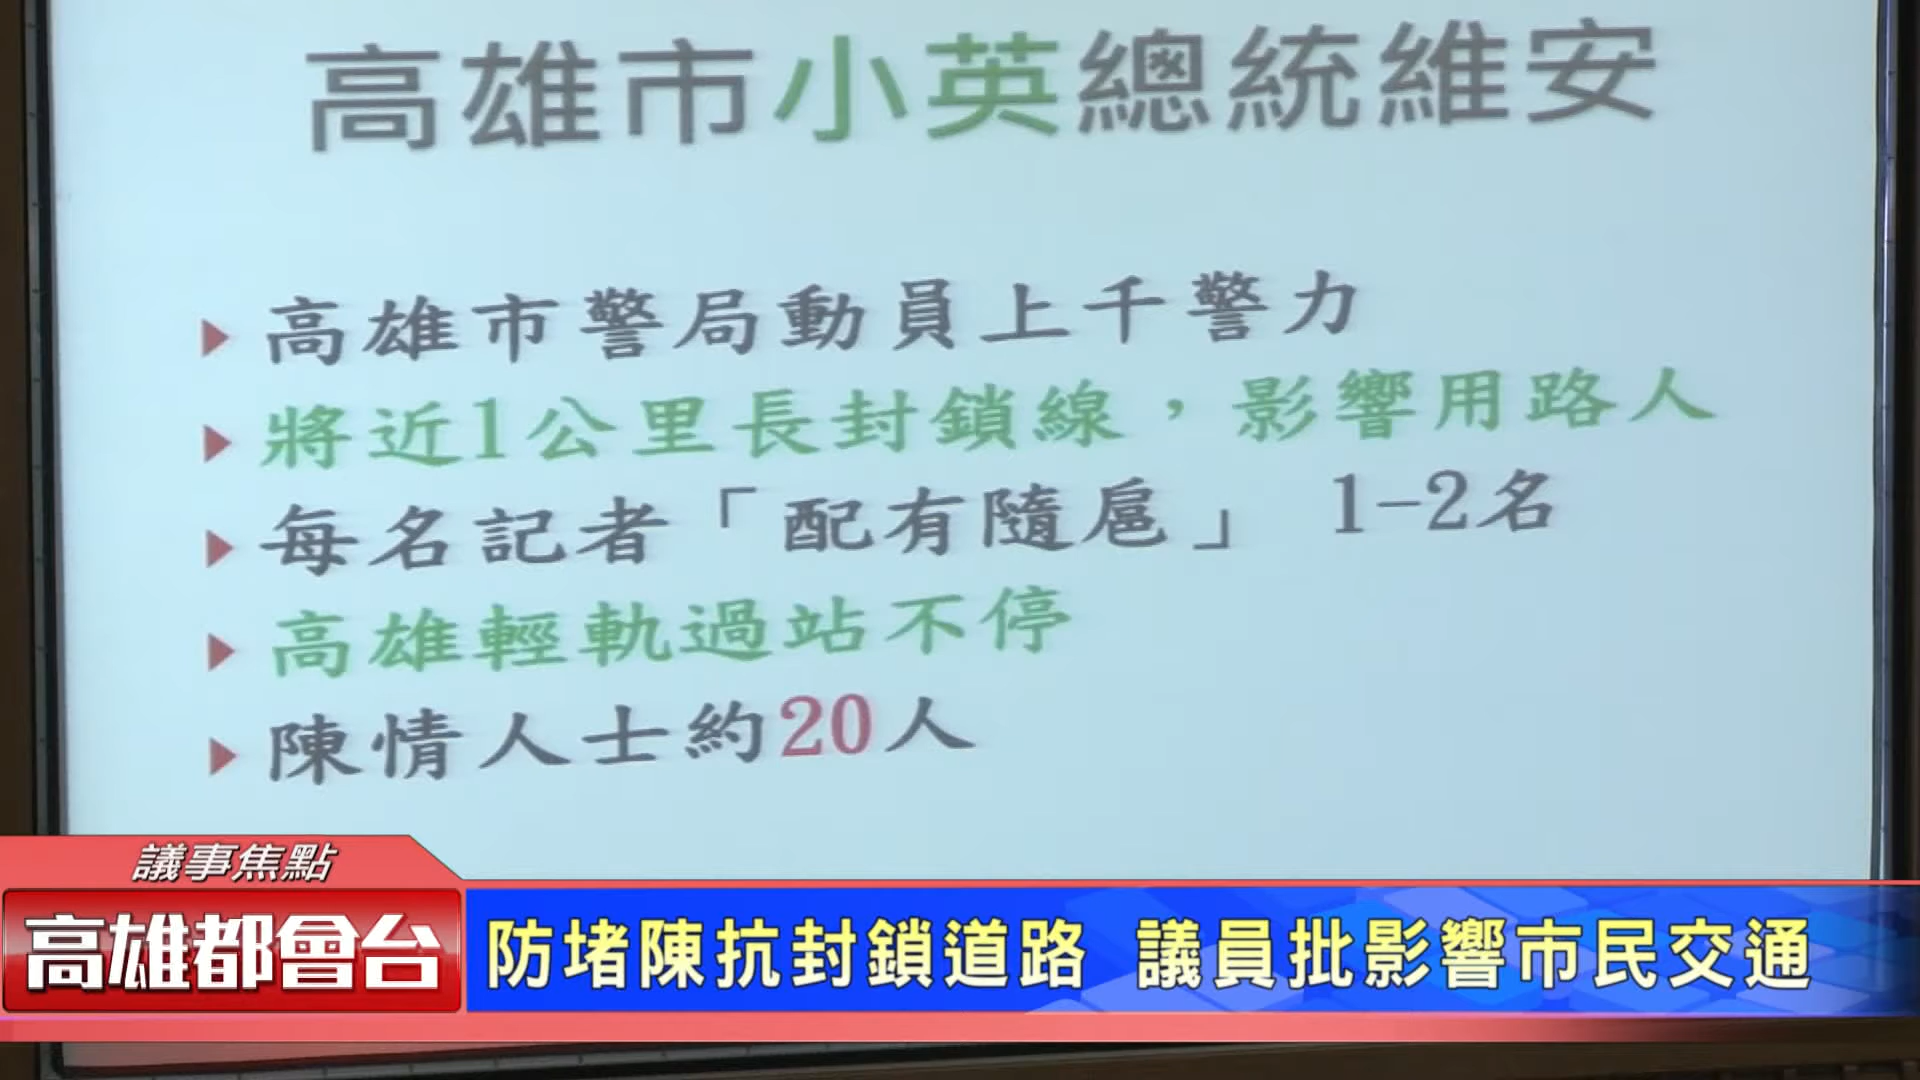 高雄市小英總統維安
高雄市警局動員上千警力
將近1公里長封鎖線，影響用路人
每名記者「配有隨扈」 1-2名
高雄輕軌過站不停
陳情人士約20人
議事焦點
高雄都會台
防堵陳抗封鎖道路 議員批影響市民交通